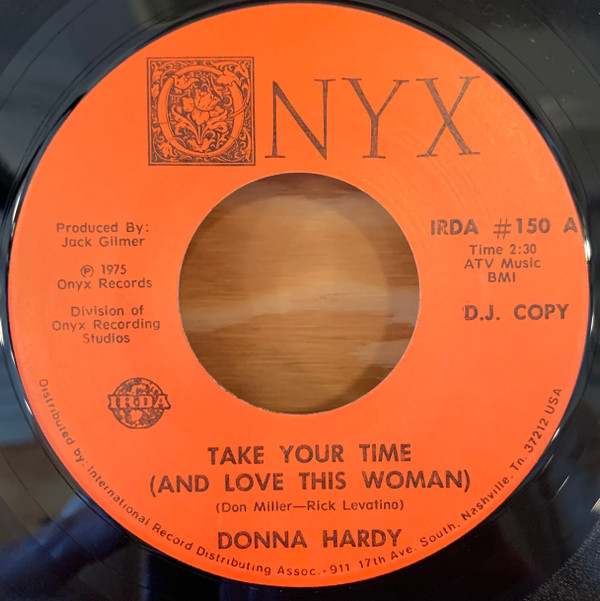 ONYX
Produced By:
Jack Gilmer
℗ 1975
Onyx Records
Division of
Onyx Recording
Studios
IRDA #150 A
Time 2:30
ATV Music
BMI
D.J. COPY
IRDA
TAKE YOUR TIME
(AND LOVE THIS WOMAN)
(Don Miller—Rick Levatino)
DONNA HARDY
Distributed by: International Record Distributing Assoc.- 911 17th Ave. South, Nashville, Tn. 37212 USA